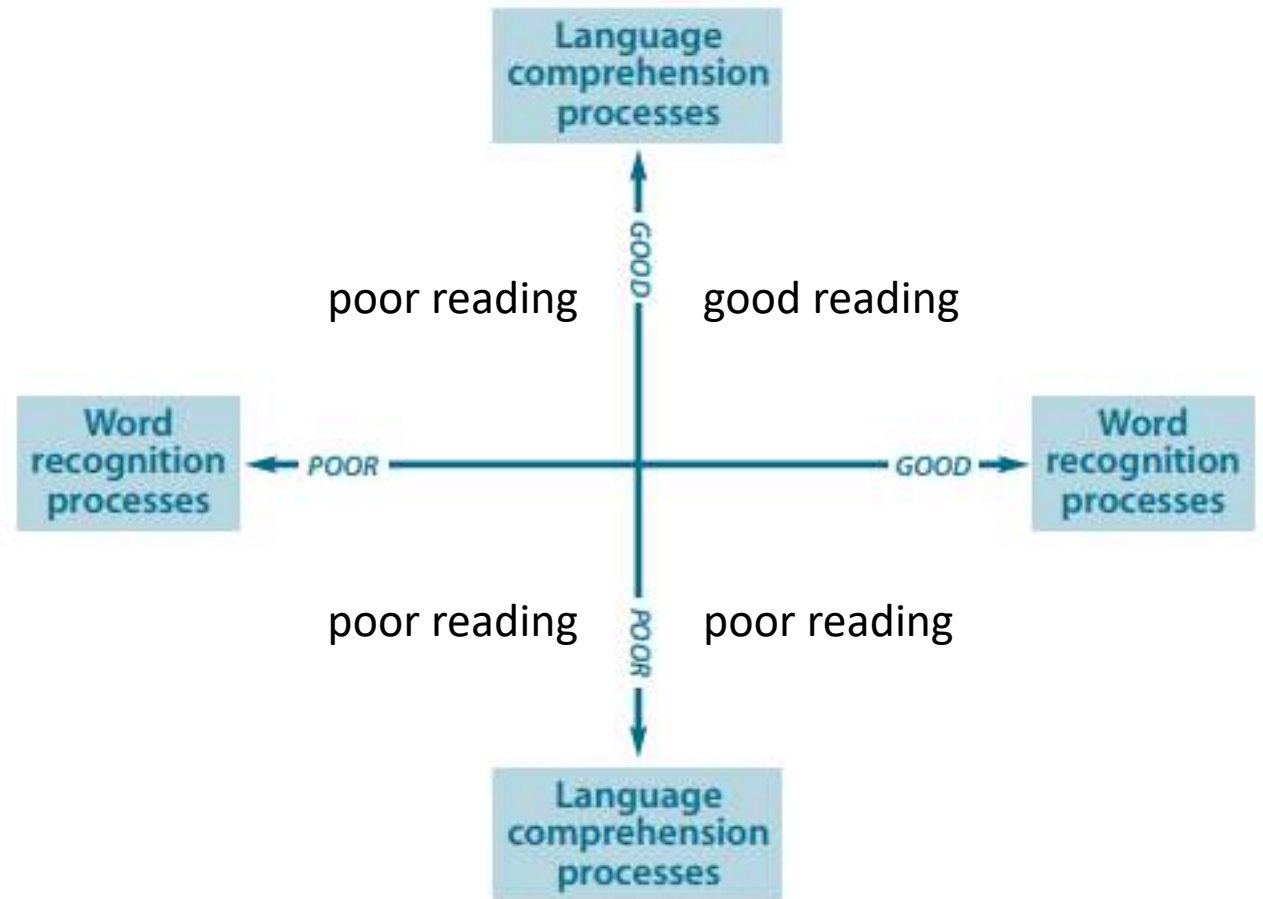 Language
comprehension
processes
GOOD
poor reading
good reading
Word
recognition
processes
POOR
GOOD
Word
recognition
processes
poor reading
POOR
poor reading
Language
comprehension
processes